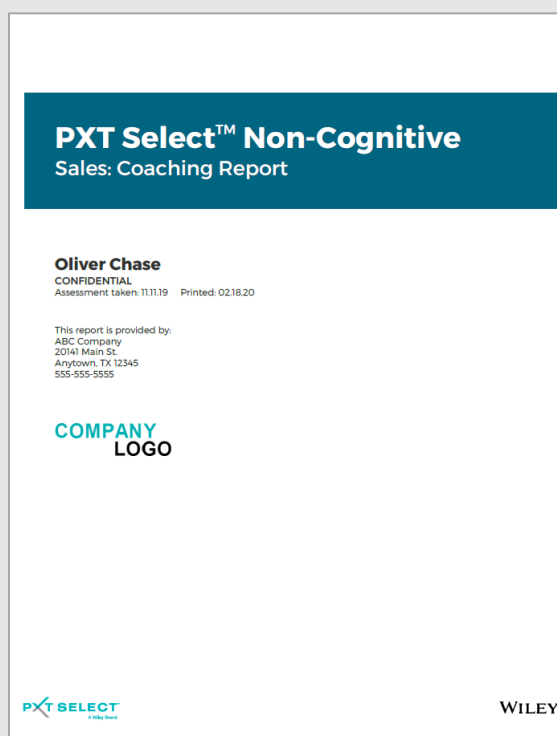 PXT Select™ Non-Cognitive
Sales: Coaching Report
Oliver Chase
CONFIDENTIAL
Assessment taken: 11.11.19 Printed: 02.18.20
This report is provided by:
ABC Company
20141 Main St.
Anytown, TX 12345
555-555-5555
COMPANY
LOGO
PXT SELECT
A Wiley Brand
WILEY